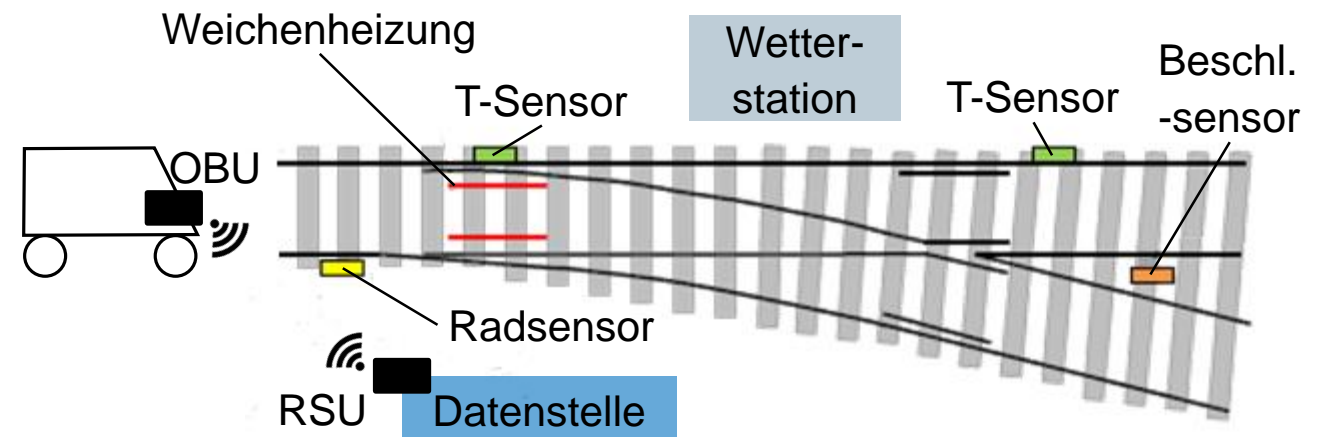 Weichenheizung
T-Sensor
Wetter-
station
T-Sensor
Beschl.
-sensor
OBU
Radsensor
RSU
Datenstelle